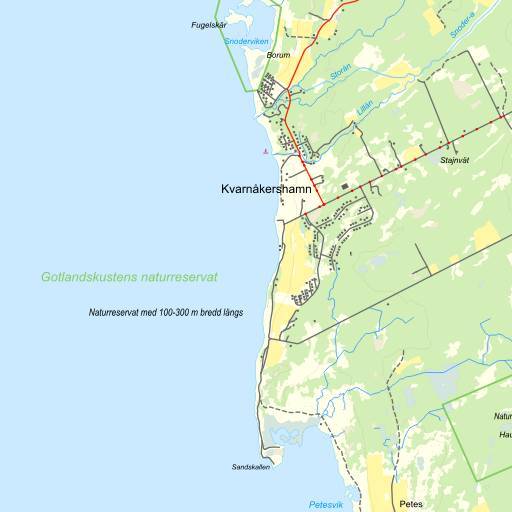 Fugelskär
Snoderviken
Borum
Snoder-a
Storån
Lillån
Stajnvät
Kvarnåkershamn
Gotlandskustens naturreservat
Naturreservat med 100-300 m bredd längs
Natur
Hau
Sandskallen
Petesvik
Petes